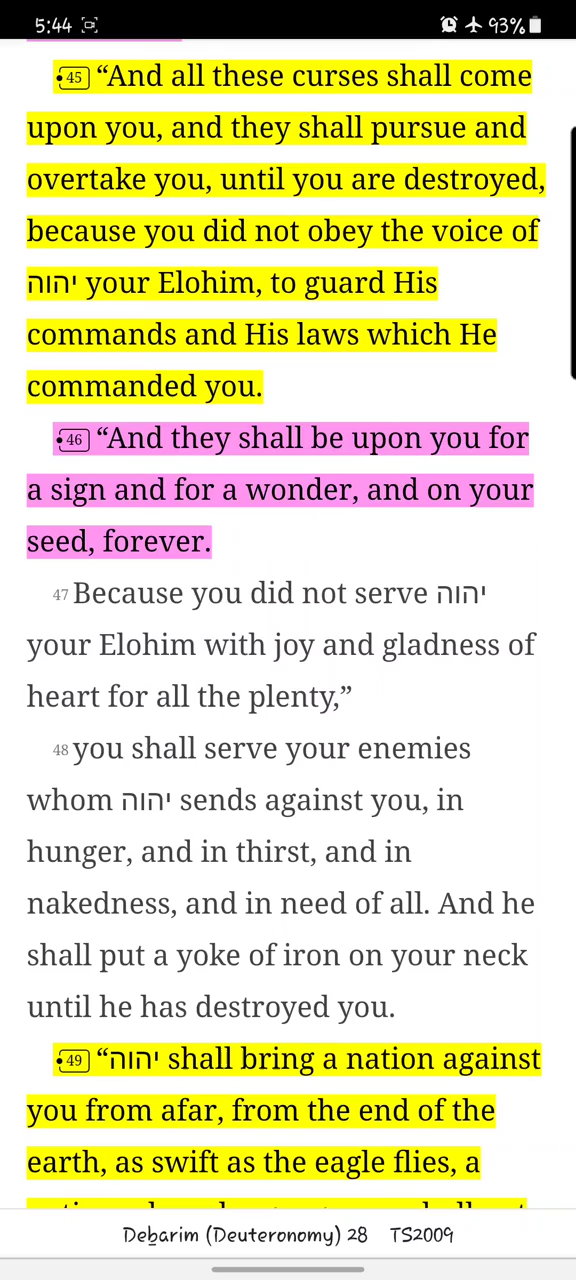 5:44 93%
45 “And all these curses shall come
upon you, and they shall pursue and
overtake you, until you are destroyed,
because you did not obey the voice of
יהוה your Elohim, to guard His
commands and His laws which He
commanded you.
46 “And they shall be upon you for
a sign and for a wonder, and on your
seed, forever.
47 Because you did not serve יהוה
your Elohim with joy and gladness of
heart for all the plenty,”
48 you shall serve your enemies
whom יהוה sends against you, in
hunger, and in thirst, and in
nakedness, and in need of all. And he
shall put a yoke of iron on your neck
until he has destroyed you.
49 “יהוה shall bring a nation against
you from afar, from the end of the
earth, as swift as the eagle flies, a
Deḇarim (Deuteronomy) 28 TS2009